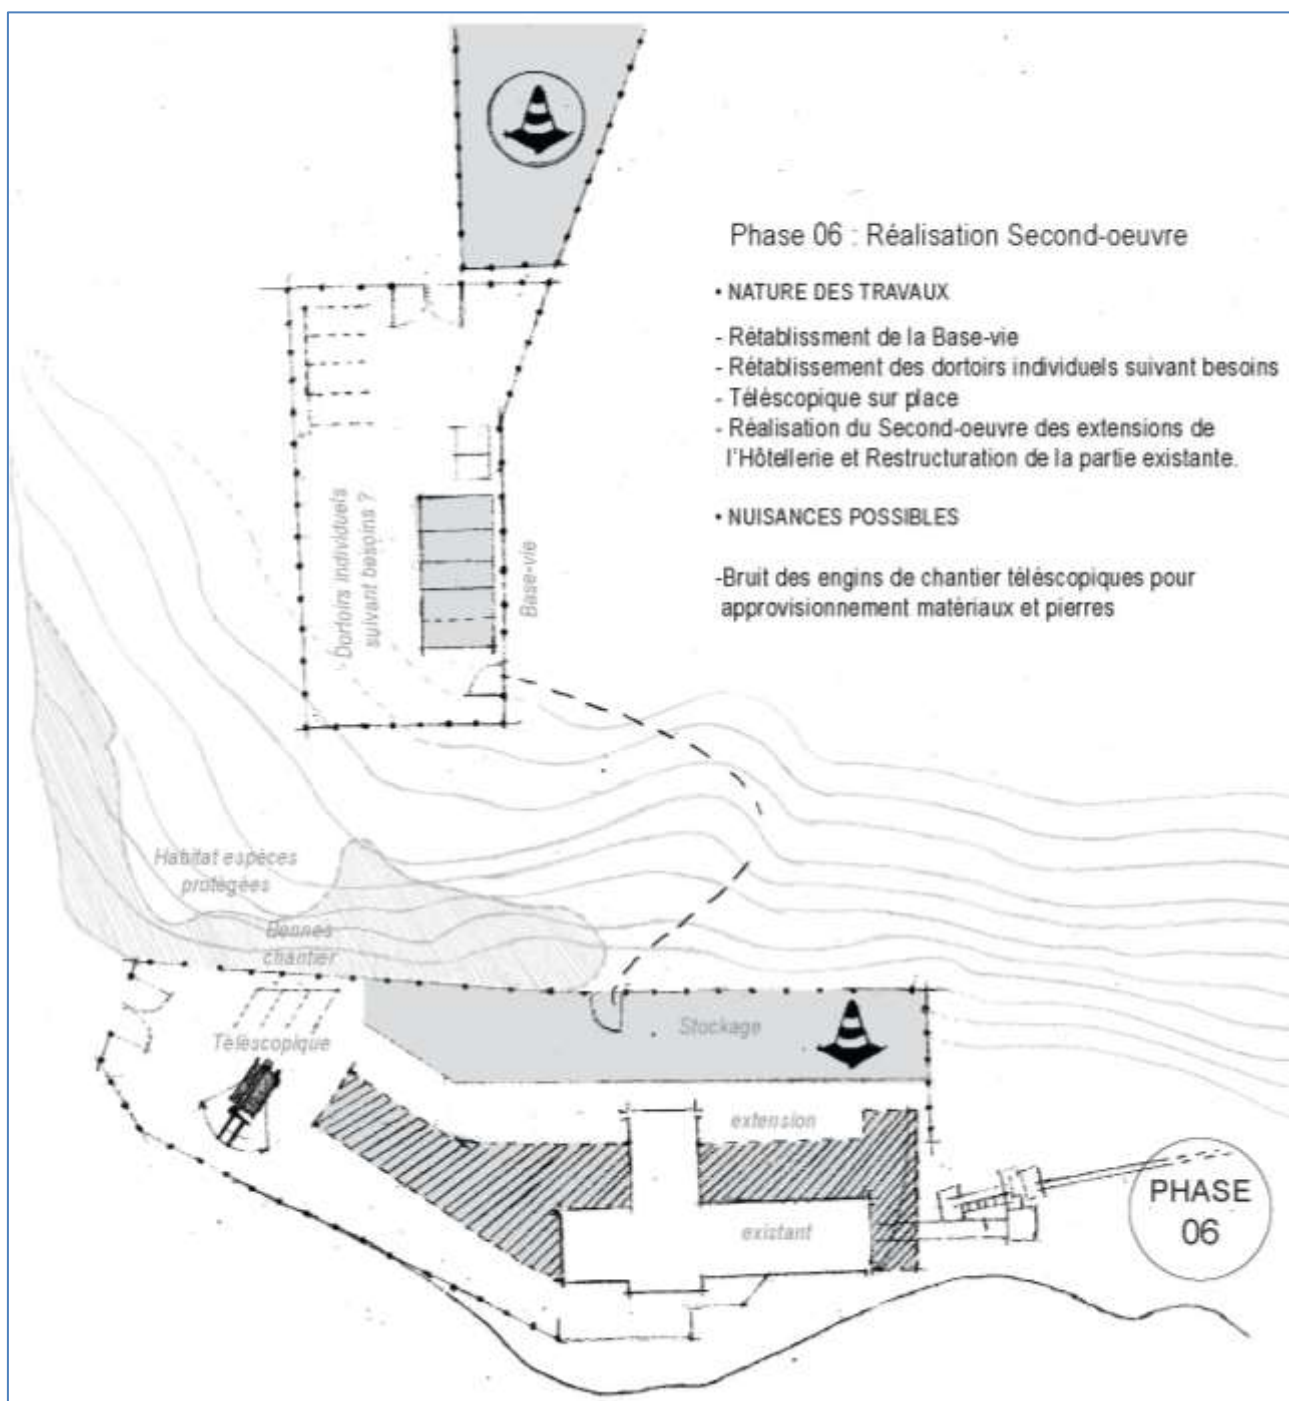 Phase 06 : Réalisation Second-oeuvre
• NATURE DES TRAVAUX
- Rétablissment de la Base-vie
- Rétablissement des dortoirs individuels suivant besoins
- Téléscopique sur place
- Réalisation du Second-oeuvre des extensions de
l'Hôtellerie et Restructuration de la partie existante.
• NUISANCES POSSIBLES
-Bruit des engins de chantier téléscopiques pour
approvisionnement matériaux et pierres
Dortoirs individuels
suivant besoins ?
Base-vie
Habitat espèces
protégées
Bennes
chantier
Téléscopique
Stockage
extension
existant
PHASE
06